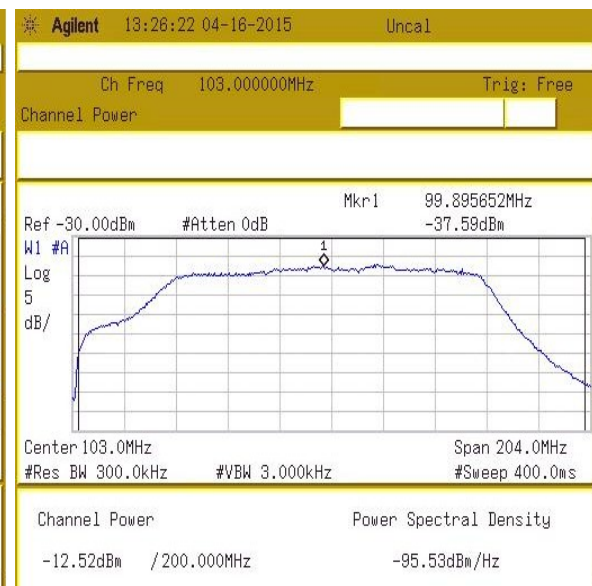 Agilent 13:26:22 04-16-2015 Uncal
Ch Freq 103.000000MHz Trig: Free
Channel Power
Mkr1 99.895652MHz
Ref -30.00dBm #Atten 0dB -37.59dBm
W1 #A
1
Log
5
dB/
Center 103.0MHz Span 204.0MHz
#Res BW 300.0kHz #VBW 3.000kHz #Sweep 400.0ms
Channel Power Power Spectral Density
-12.52dBm /200.000MHz -95.53dBm/Hz